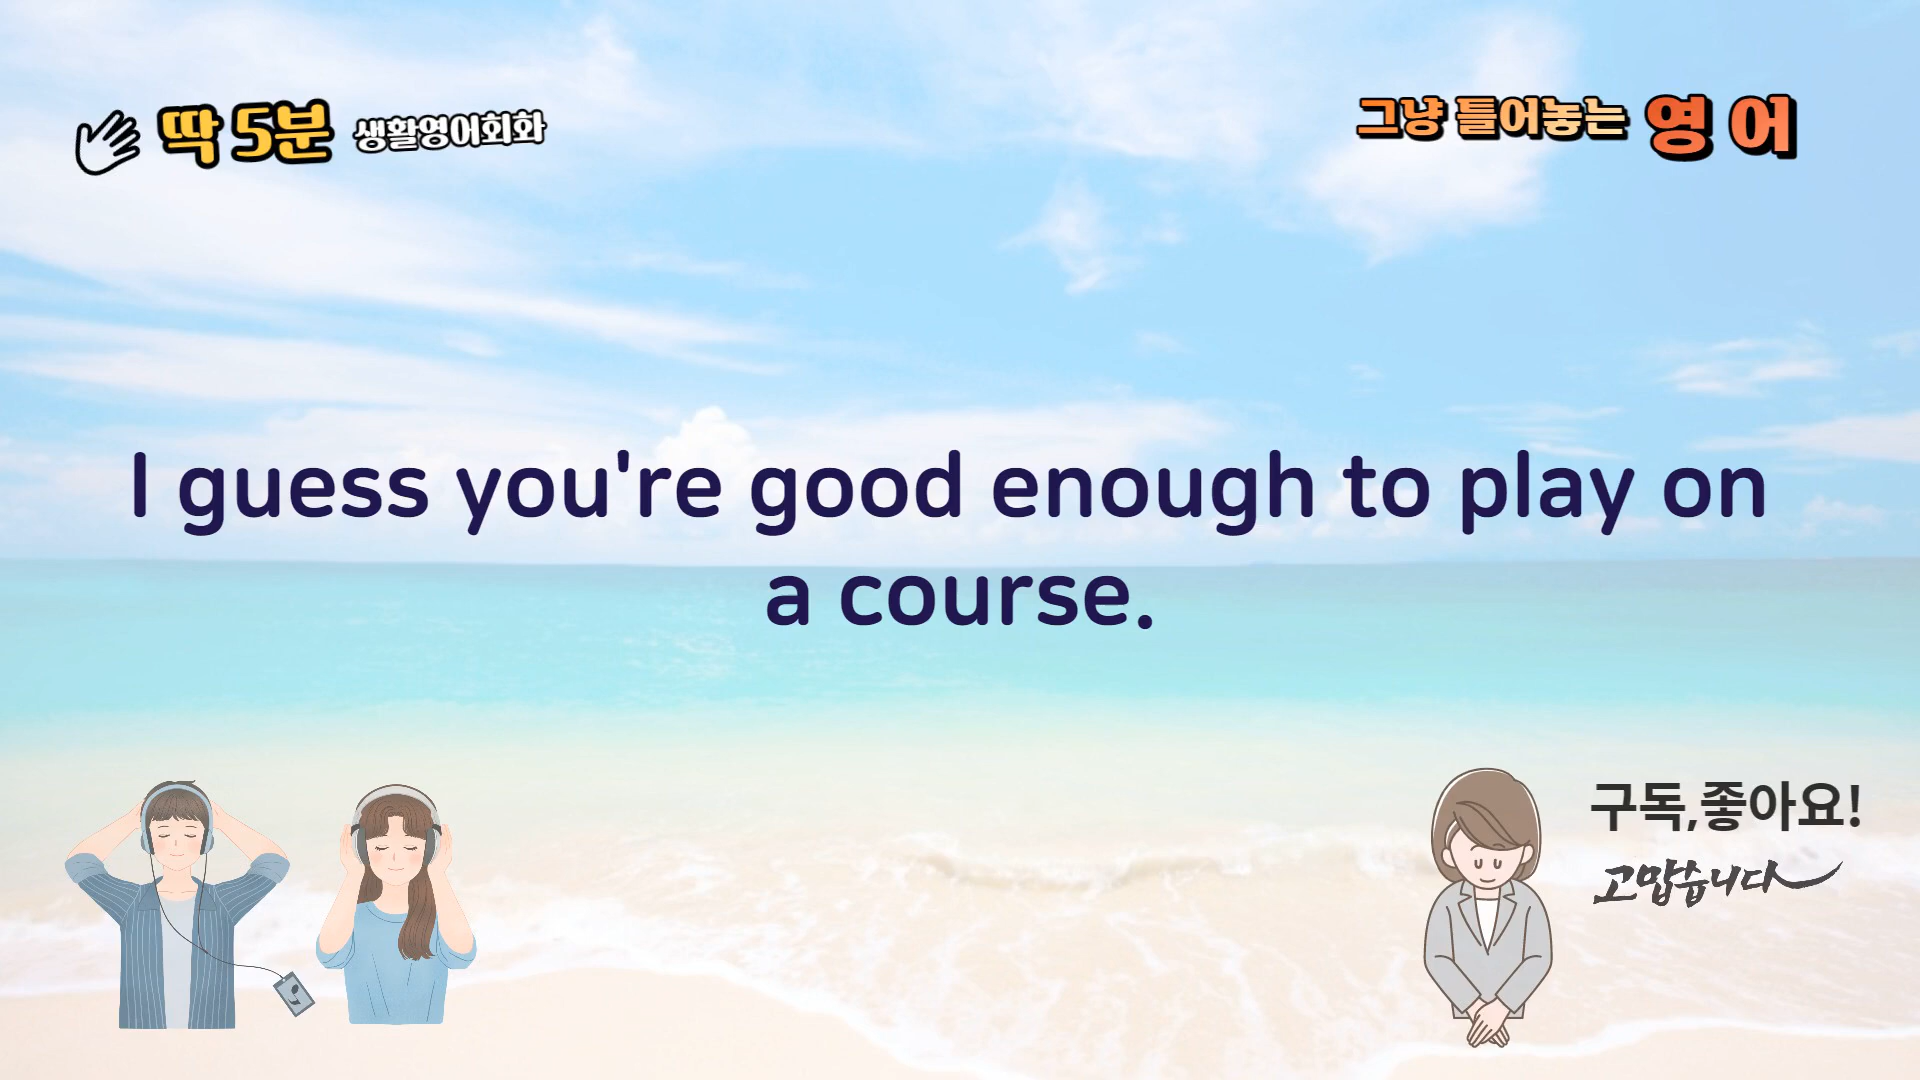 딱 5분 생활영어회화
그냥 틀어놓는 영어
I guess you're good enough to play on
a course.
구독,좋아요!
고맙습니다